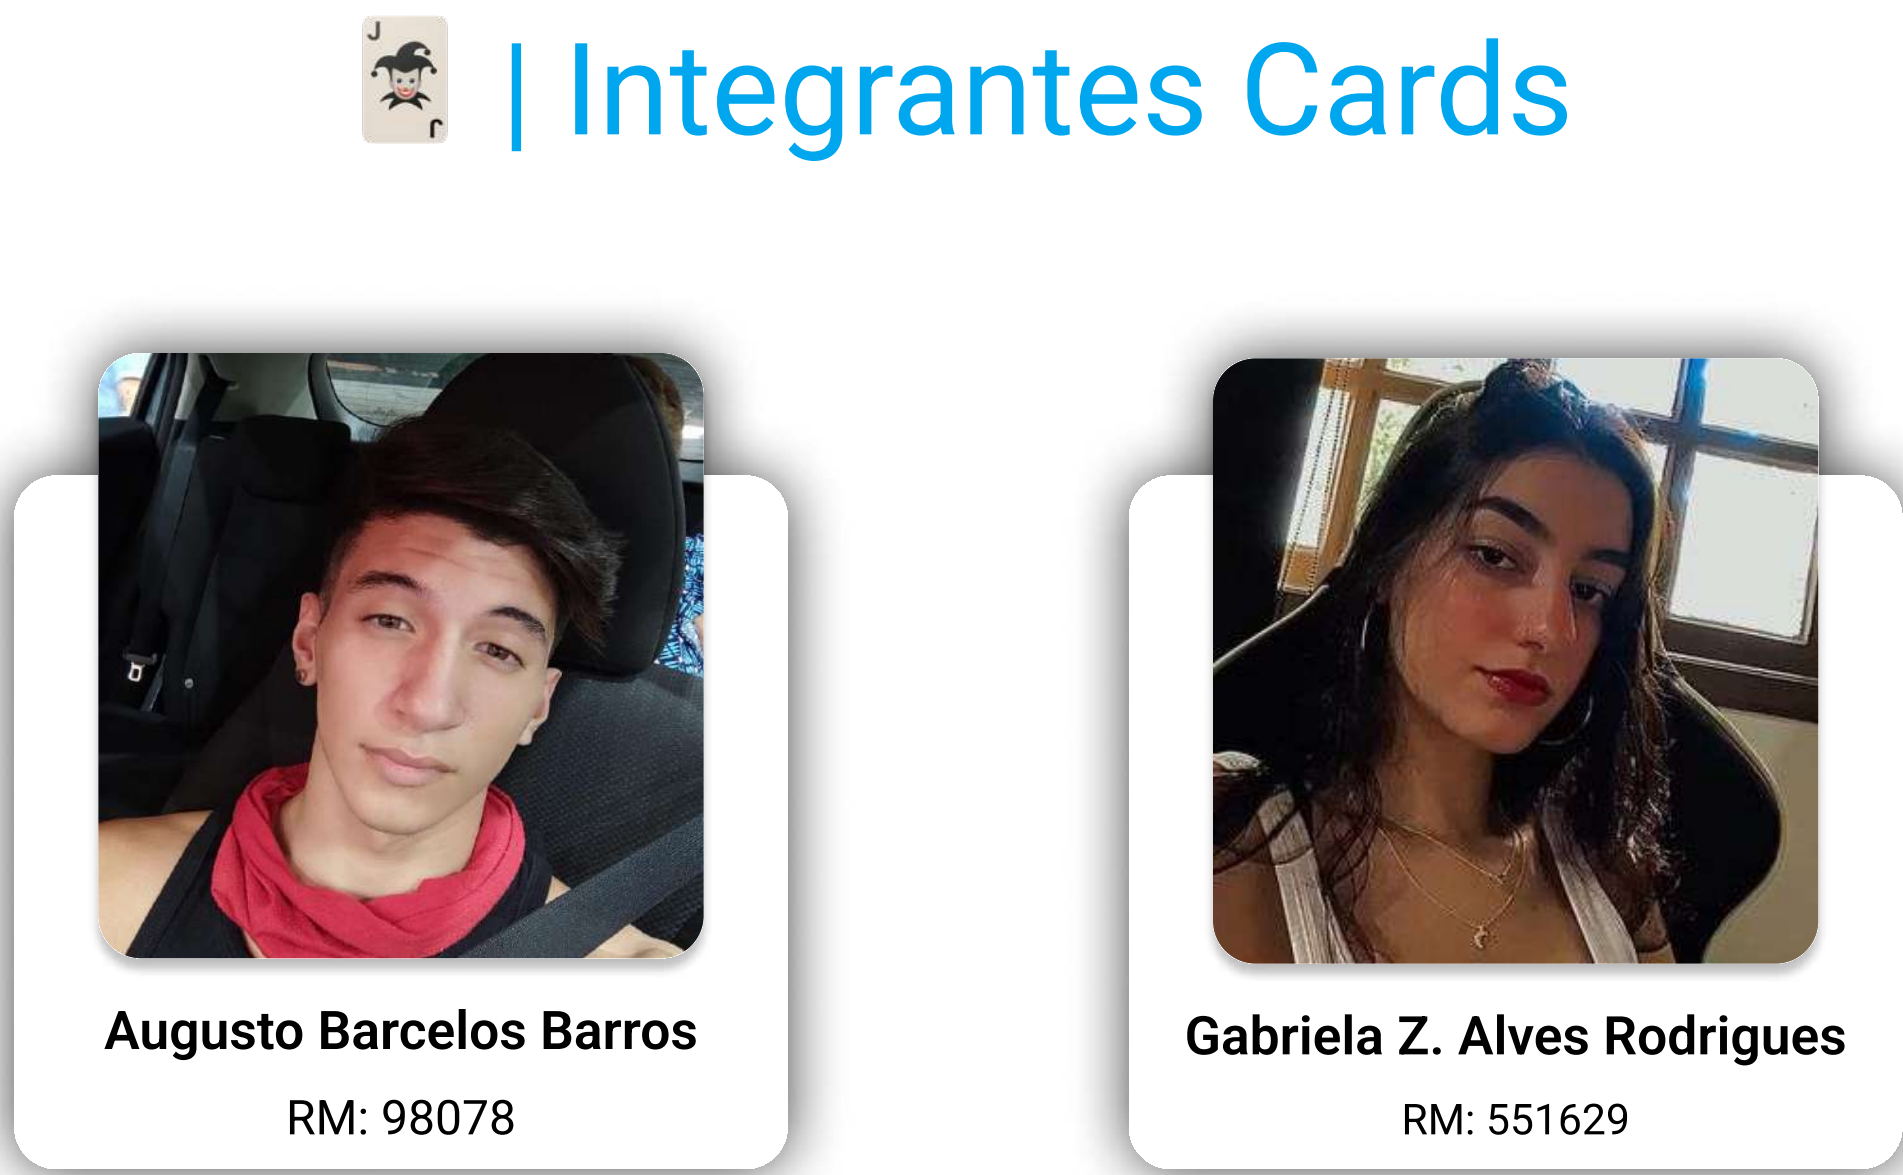 🃏 | Integrantes Cards
Augusto Barcelos Barros
Gabriela Z. Alves Rodrigues
RM: 98078
RM: 551629